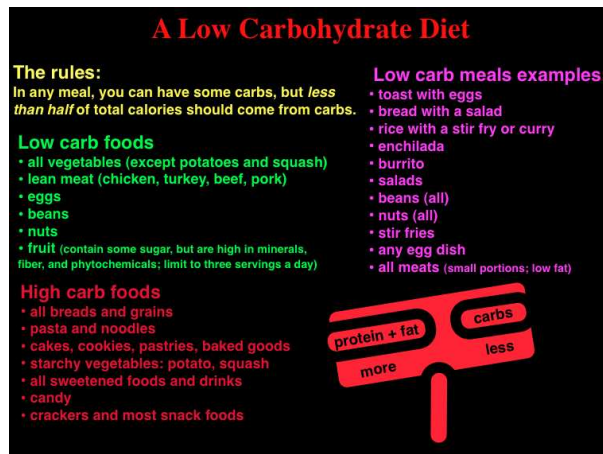 A Low Carbohydrate Diet
The rules:
In any meal, you can have some carbs, but less
than half of total calories should come from carbs.
Low carb foods
• all vegetables (except potatoes and squash)
• lean meat (chicken, turkey, beef, pork)
• eggs
• beans
• nuts
• fruit (contain some sugar, but are high in minerals,
fiber, and phytochemicals; limit to three servings a day)
High carb foods
• all breads and grains
• pasta and noodles
• cakes, cookies, pastries, baked goods
• starchy vegetables: potato, squash
• all sweetened foods and drinks
• candy
• crackers and most snack foods
Low carb meals examples
• toast with eggs
• bread with a salad
• rice with a stir fry or curry
• enchilada
• burrito
• salads
• beans (all)
• nuts (all)
• stir fries
• any egg dish
• all meats (small portions; low fat)
protein + fat
carbs
more
less